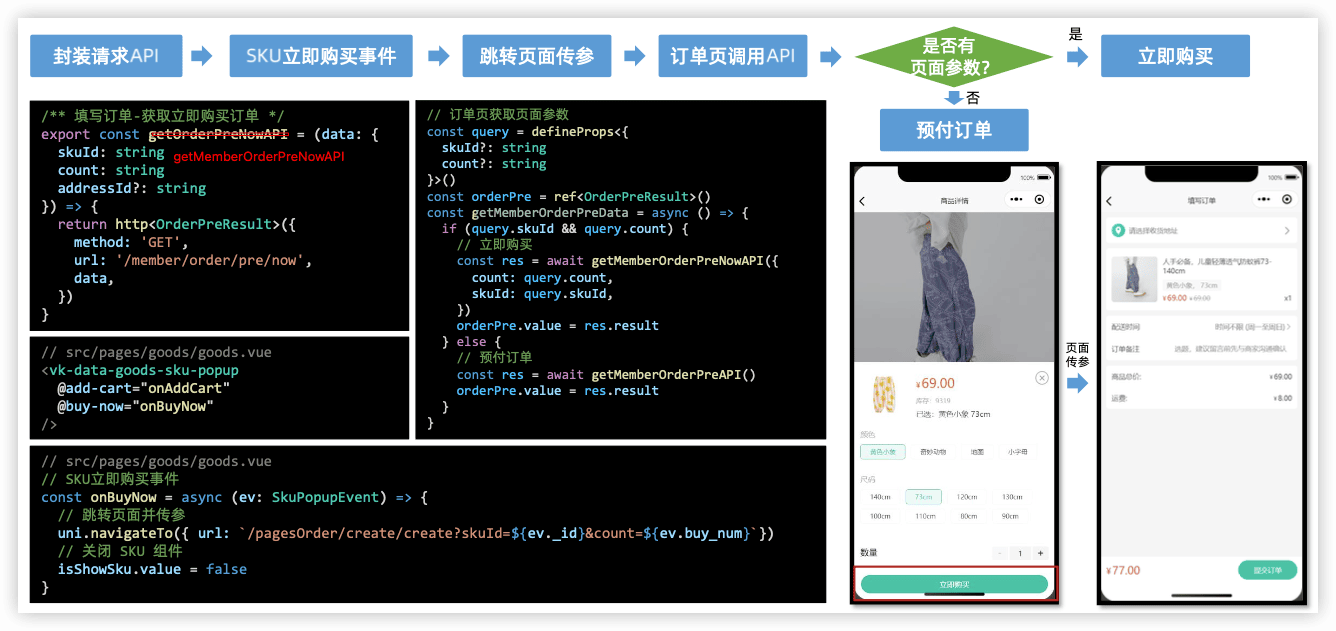 封装请求API
SKU立即购买事件
跳转页面传参
订单页调用API
是否有
页面参数?
是
立即购买
否
预付订单
/** 填写订单-获取立即购买订单 */
export const getOrderPreNowAPI = (data: {
skuId: string
getMemberOrderPreNowAPI
count: string
addressId?: string
}) => {
return http<OrderPreResult>({
method: 'GET',
url: '/member/order/pre/now',
data,
})
}
// src/pages/goods/goods.vue
<vk-data-goods-sku-popup
@add-cart="onAddCart"
@buy-now="onBuyNow"
/>
// 订单页获取页面参数
const query = defineProps<{
skuId?: string
count?: string
}>()
const orderPre = ref<OrderPreResult>()
const getMemberOrderPreData = async () => {
if (query.skuId && query.count) {
// 立即购买
const res = await getMemberOrderPreNowAPI({
count: query.count,
skuId: query.skuId,
})
orderPre.value = res.result
} else {
// 预付订单
const res = await getMemberOrderPreAPI()
orderPre.value = res.result
}
}
// src/pages/goods/goods.vue
// SKU立即购买事件
const onBuyNow = async (ev: SkuPopupEvent) => {
// 跳转页面并传参
uni.navigateTo({ url: `/pagesOrder/create/create?skuId=${ev._id}&count=${ev.buy_num}`})
// 关闭 SKU 组件
isShowSku.value = false
}
100%
商品详情
¥69.00
库存: 9320
已选: 黄色小象 73cm
颜色
黄色小象 奇妙动物 地图 小字母
尺码
140cm 73cm 120cm 130cm
100cm 110cm 80cm 90cm
数量
- 1 +
立即购买
页面
传参
100%
填写订单
请选择收货地址
人手必备，儿童轻薄透气防蚊裤73-
140cm
黄色小象, 73cm
¥69.00 ¥69.00
x1
配送时间 时间不限 (周一至周日)
订单备注 选题，建议留言前先与商家沟通确认
商品总价: ¥69.00
运费: ¥8.00
¥77.00
提交订单